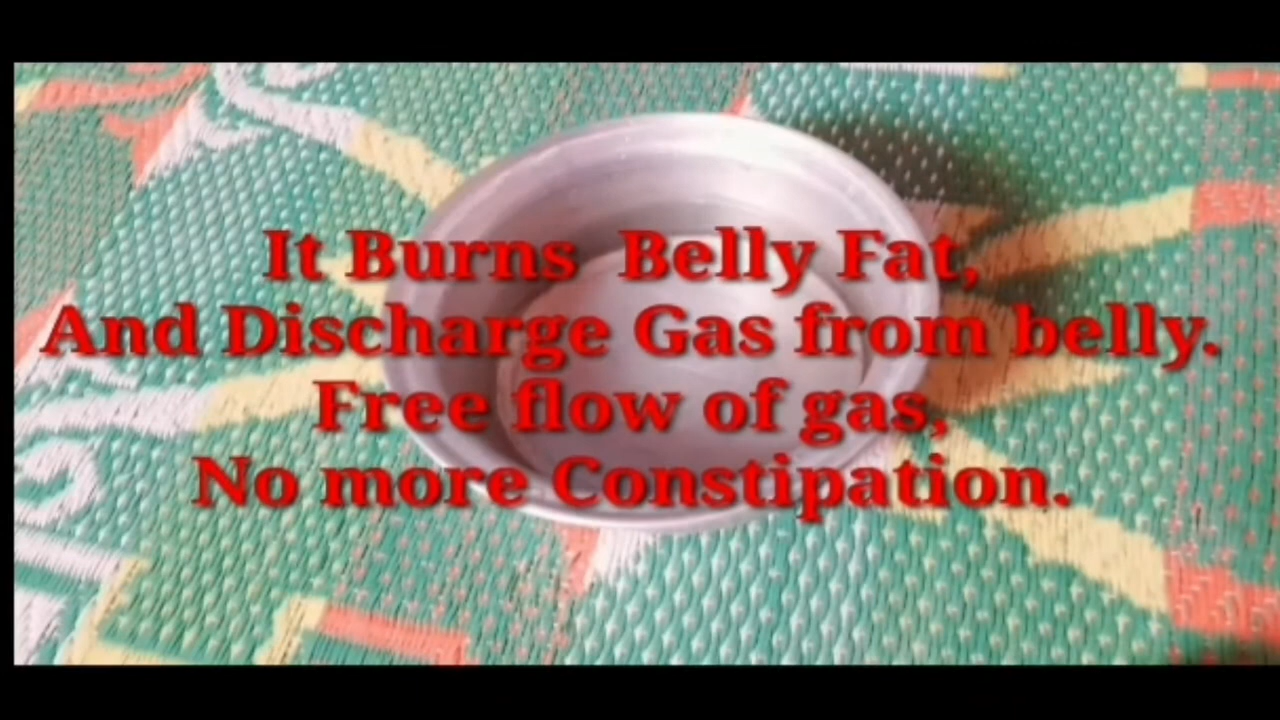 It Burns Belly Fat,
And Discharge Gas from belly.
Free flow of gas,
No more Constipation.